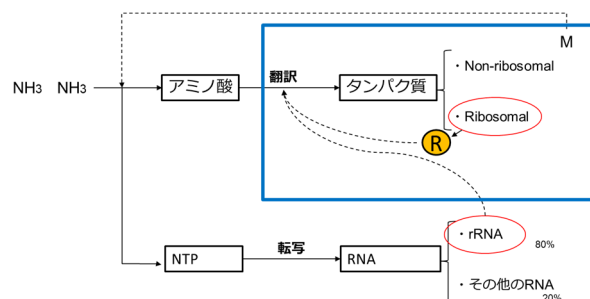 M
・Non-ribosomal
翻訳
NH3 NH3
アミノ酸
タンパク質
・Ribosomal
R
・rRNA
80%
転写
NTP
RNA
・その他のRNA
20%